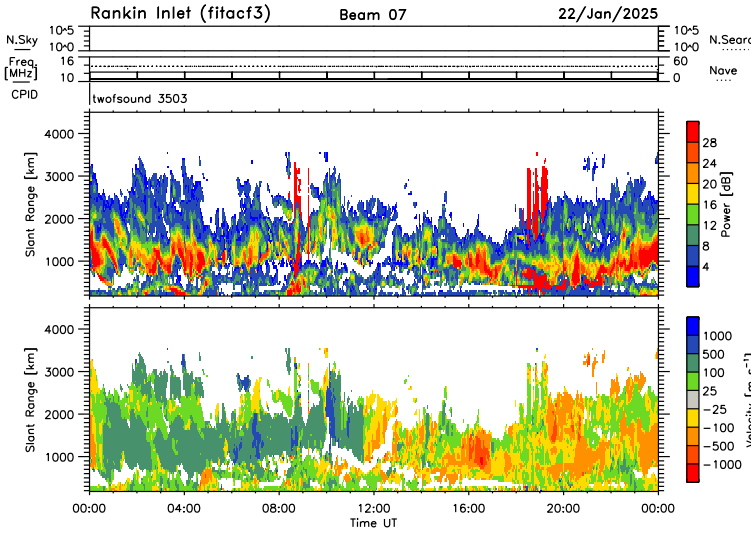 Rankin Inlet (fitacf3) Beam 07 22/Jan/2025
N.Sky 10^5 10^0 10^5 10^0 N.Sear
Freq. [MHz] 16 10 60 0 Nave
CPID twofsound 3503
Slant Range [km] 4000 3000 2000 1000
28 24 20 16 12 8 4 Power [dB]
Slant Range [km] 4000 3000 2000 1000
1000 500 100 25 -25 -100 -500 -1000 Velocity [m s^-1]
00:00 04:00 08:00 12:00 16:00 20:00 00:00
Time UT